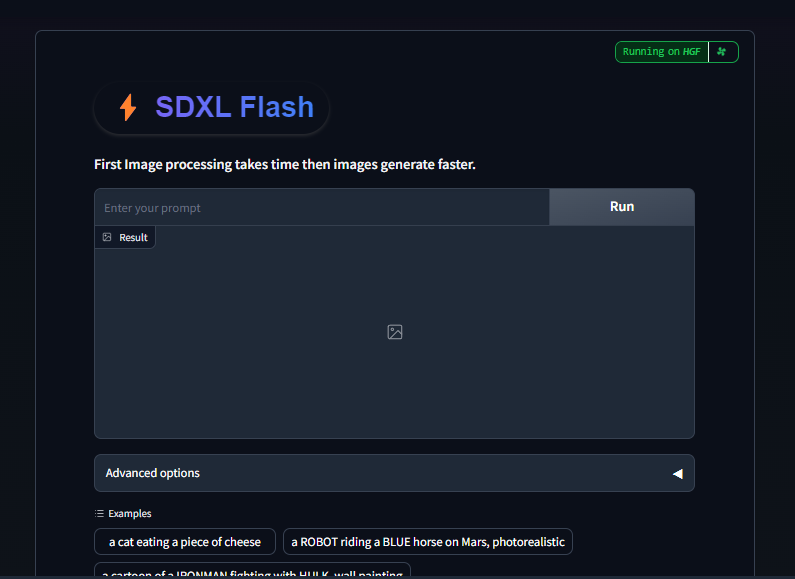 Running on HGF
SDXL Flash
First Image processing takes time then images generate faster.
Enter your prompt
Run
Result
Advanced options
Examples
a cat eating a piece of cheese
a ROBOT riding a BLUE horse on Mars, photorealistic
a cartoon of a IRONMAN fighting with HULK, wall painting